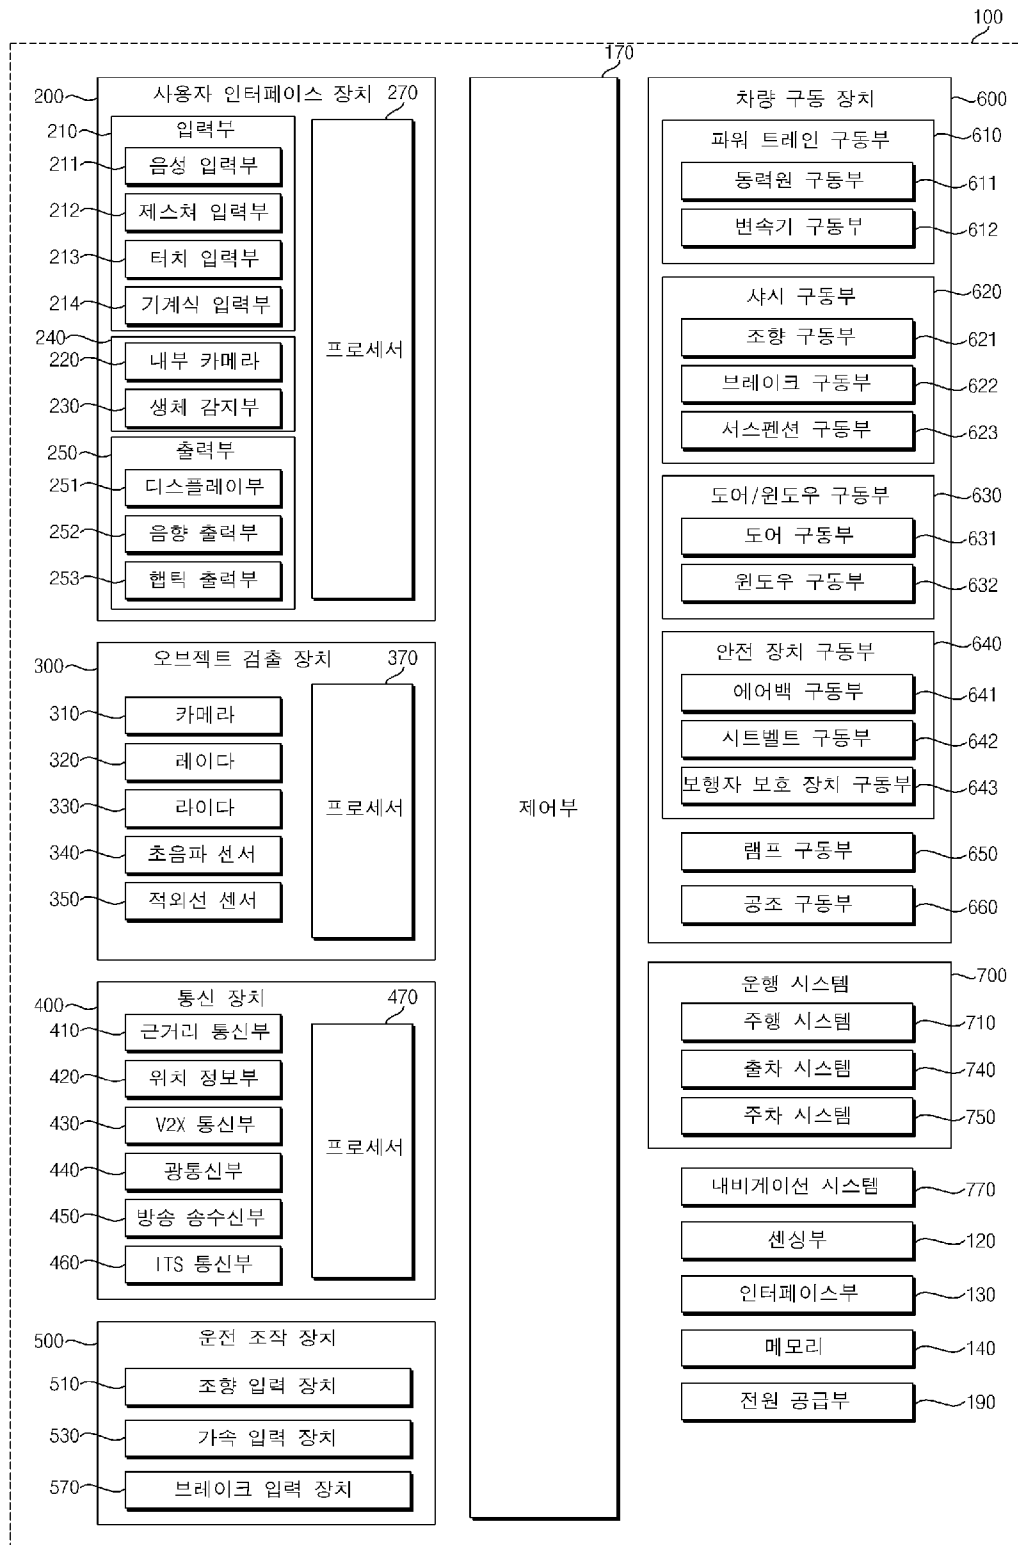 100
170
200
사용자 인터페이스 장치
270
210
입력부
211
음성 입력부
212
제스쳐 입력부
213
터치 입력부
214
기계식 입력부
240
220
내부 카메라
230
생체 감지부
250
출력부
251
디스플레이부
252
음향 출력부
253
햅틱 출력부
프로세서
300
오브젝트 검출 장치
370
310
카메라
320
레이다
330
라이다
340
초음파 센서
350
적외선 센서
프로세서
400
통신 장치
470
410
근거리 통신부
420
위치 정보부
430
V2X 통신부
440
광통신부
450
방송 송수신부
460
ITS 통신부
프로세서
500
운전 조작 장치
510
조향 입력 장치
530
가속 입력 장치
570
브레이크 입력 장치
제어부
차량 구동 장치
600
파워 트레인 구동부
610
동력원 구동부
611
변속기 구동부
612
샤시 구동부
620
조향 구동부
621
브레이크 구동부
622
서스펜션 구동부
623
도어/윈도우 구동부
630
도어 구동부
631
윈도우 구동부
632
안전 장치 구동부
640
에어백 구동부
641
시트벨트 구동부
642
보행자 보호 장치 구동부
643
램프 구동부
650
공조 구동부
660
운행 시스템
700
주행 시스템
710
출차 시스템
740
주차 시스템
750
내비게이션 시스템
770
센싱부
120
인터페이스부
130
메모리
140
전원 공급부
190